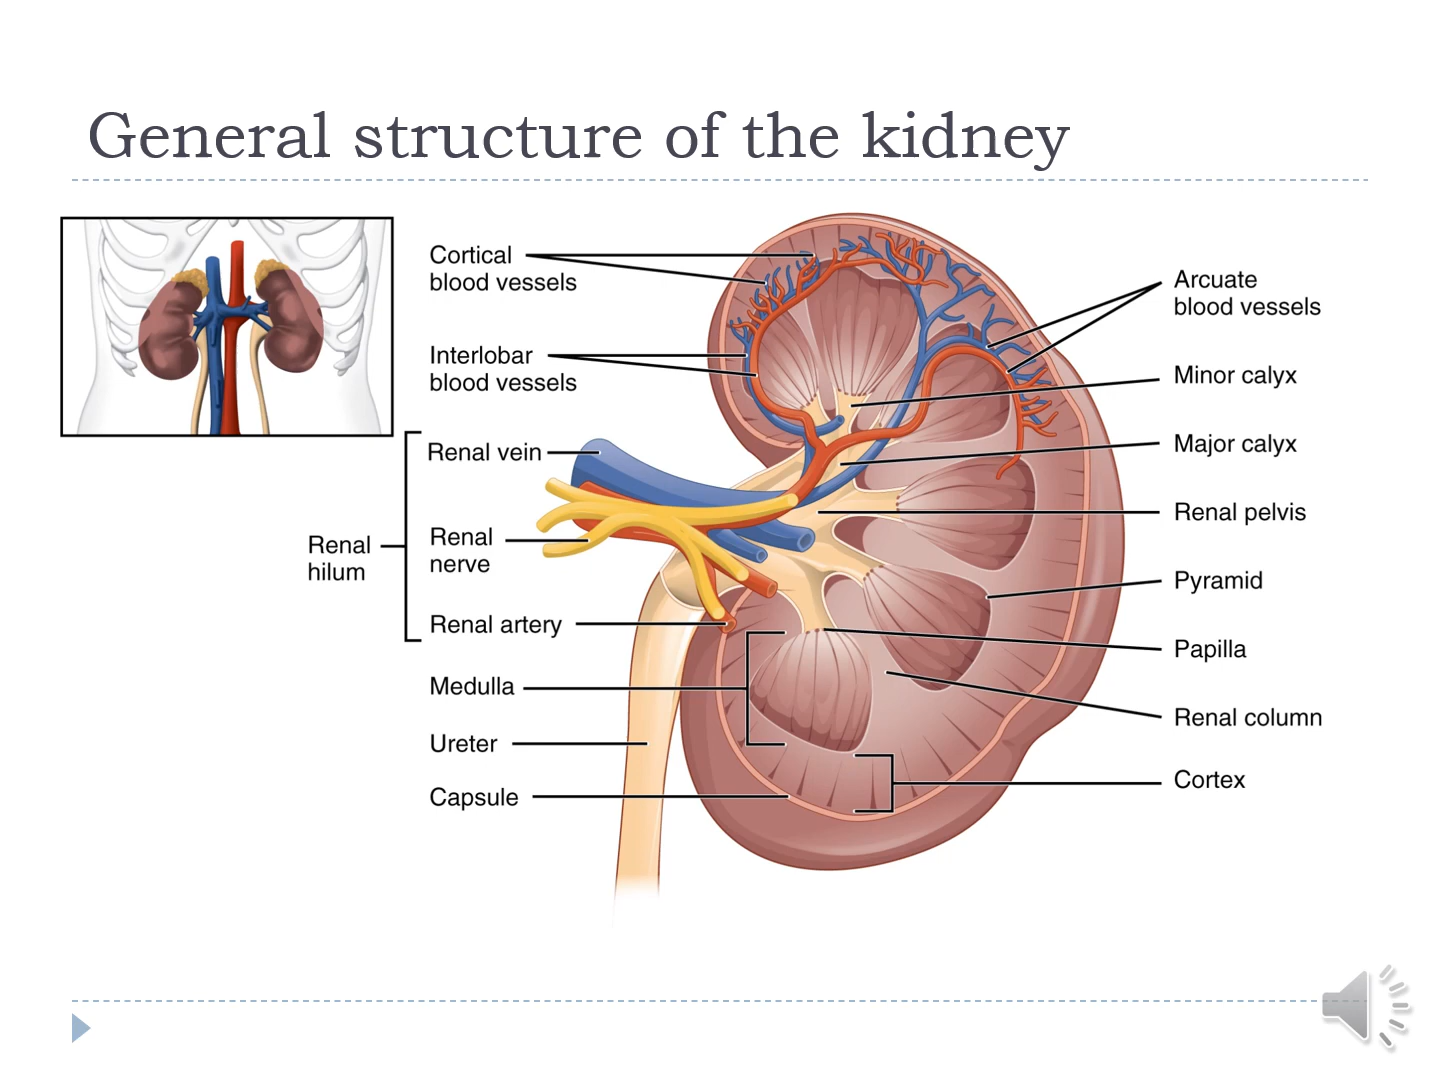 General structure of the kidney
Cortical
blood vessels
Interlobar
blood vessels
Renal vein
Renal
hilum
Renal
nerve
Renal artery
Medulla
Ureter
Capsule
Arcuate
blood vessels
Minor calyx
Major calyx
Renal pelvis
Pyramid
Papilla
Renal column
Cortex